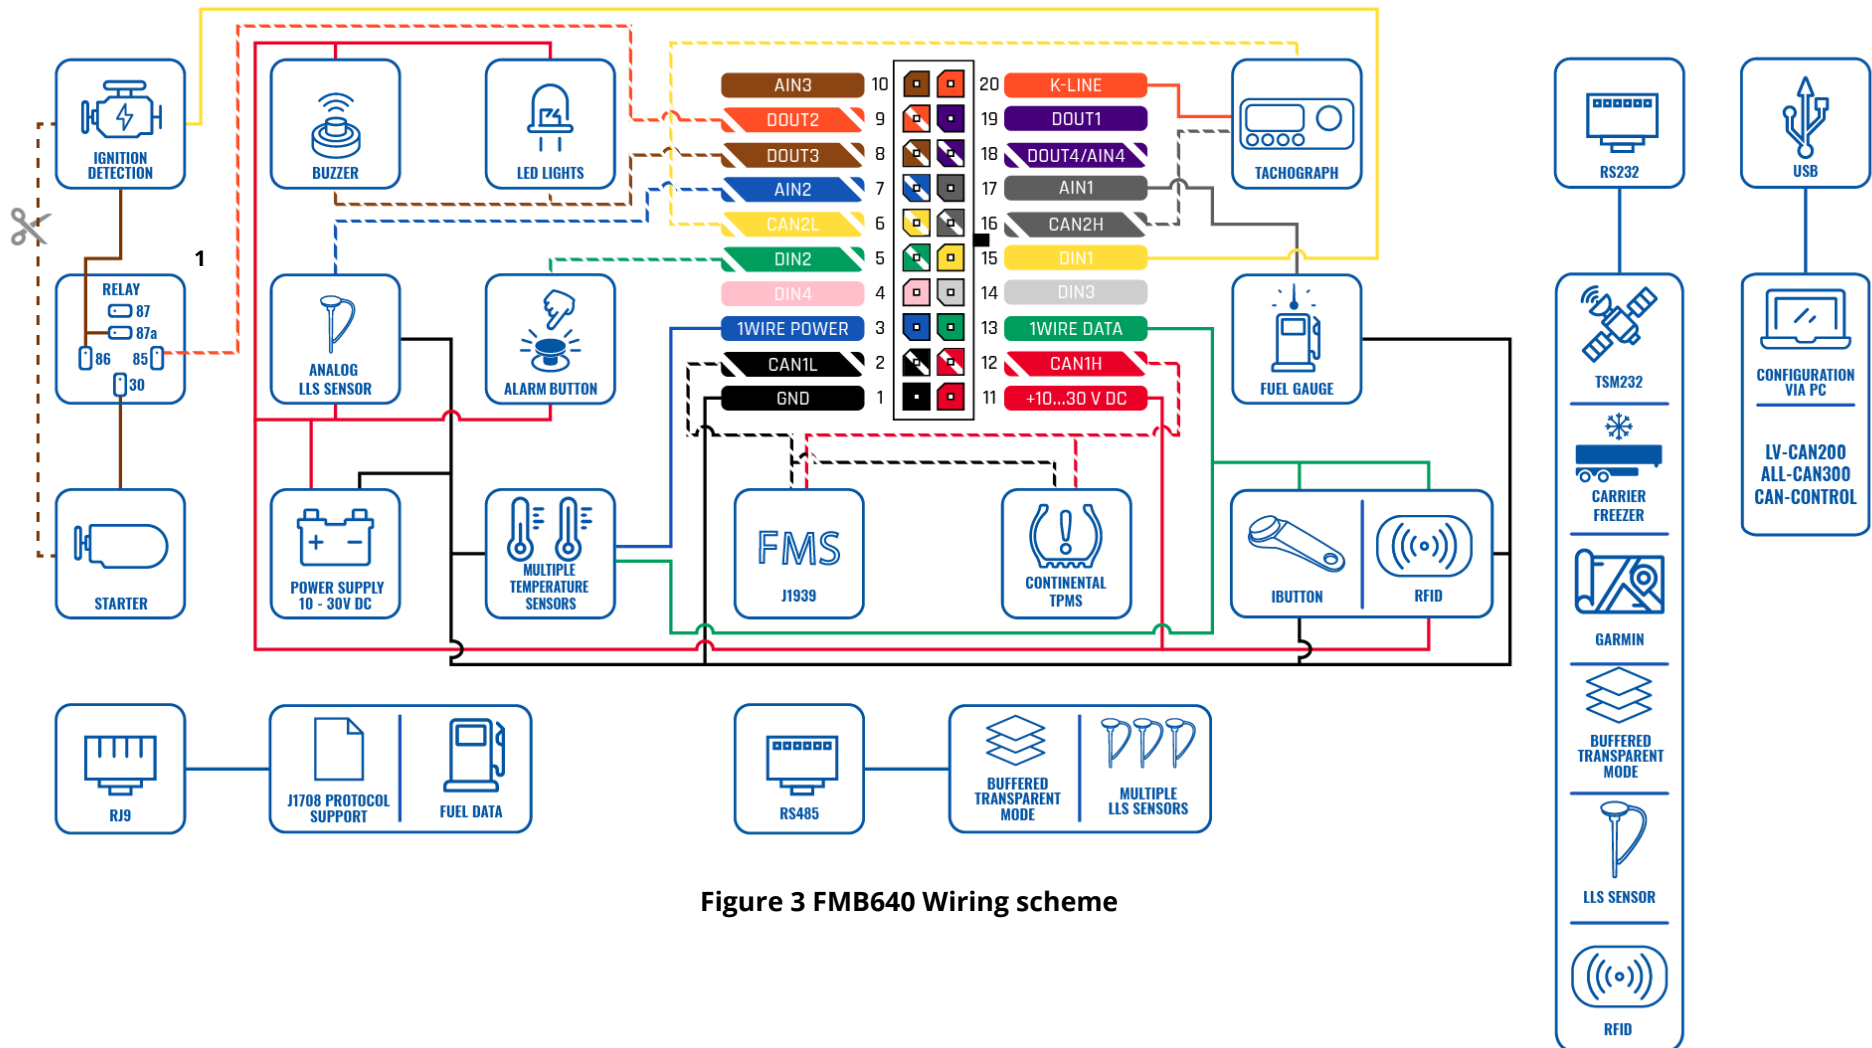 IGNITION
DETECTION
BUZZER
LED LIGHTS
AIN3 10
DOUT2 9
DOUT3 8
AIN2 7
CAN2L 6
DIN2 5
DIN4 4
1WIRE POWER 3
CAN1L 2
GND 1
20 K-LINE
19 DOUT1
18 DOUT4/AIN4
17 AIN1
16 CAN2H
15 DIN1
14 DIN3
13 1WIRE DATA
12 CAN1H
11 +10...30 V DC
TACHOGRAPH
RS232
USB
1
RELAY
87
87a
86 85
30
ANALOG
LLS SENSOR
ALARM BUTTON
FUEL GAUGE
TSM232
CARRIER
FREEZER
GARMIN
BUFFERED
TRANSPARENT
MODE
LLS SENSOR
RFID
CONFIGURATION
VIA PC
LV-CAN200
ALL-CAN300
CAN-CONTROL
STARTER
POWER SUPPLY
10 - 30V DC
MULTIPLE
TEMPERATURE
SENSORS
FMS
J1939
CONTINENTAL
TPMS
IBUTTON
RFID
RJ9
J1708 PROTOCOL
SUPPORT
FUEL DATA
RS485
BUFFERED
TRANSPARENT
MODE
MULTIPLE
LLS SENSORS
Figure 3 FMB640 Wiring scheme